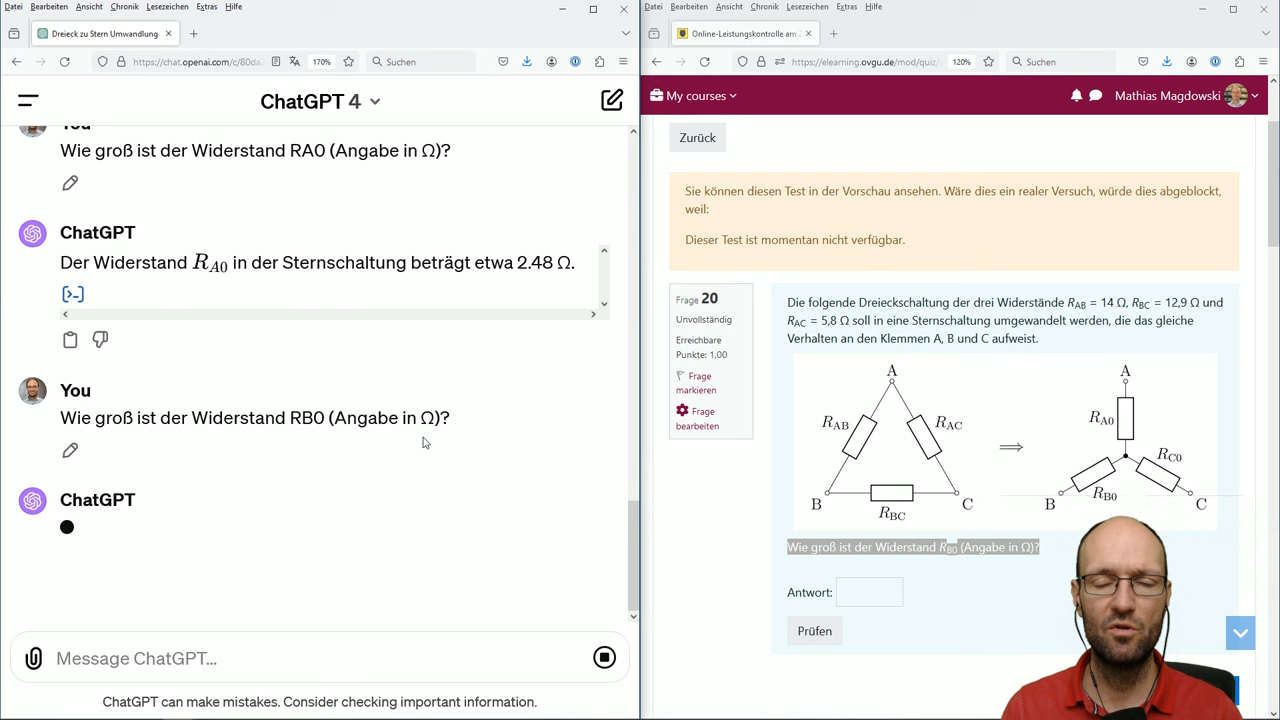 Datei Bearbeiten Ansicht Chronik Lesezeichen Extras Hilfe
Dreieck zu Stern Umwandlung
https://chat.openai.com/c/80da
170%
Suchen
ChatGPT 4
You
Wie groß ist der Widerstand RA0 (Angabe in Ω)?
ChatGPT
Der Widerstand R_A0 in der Sternschaltung beträgt etwa 2.48 Ω.
[>-]
You
Wie groß ist der Widerstand RB0 (Angabe in Ω)?
ChatGPT
Message ChatGPT...
ChatGPT can make mistakes. Consider checking important information.
Datei Bearbeiten Ansicht Chronik Lesezeichen Extras Hilfe
Online-Leistungskontrolle am 2
https://elearning.ovgu.de/mod/quiz/
120%
Suchen
My courses
Mathias Magdowski
Zurück
Sie können diesen Test in der Vorschau ansehen. Wäre dies ein realer Versuch, würde dies abgeblockt,
weil:
Dieser Test ist momentan nicht verfügbar.
Frage 20
Unvollständig
Erreichbare
Punkte: 1,00
Frage
markieren
Frage
bearbeiten
Die folgende Dreieckschaltung der drei Widerstände R_AB = 14 Ω, R_BC = 12,9 Ω und
R_AC = 5,8 Ω soll in eine Sternschaltung umgewandelt werden, die das gleiche
Verhalten an den Klemmen A, B und C aufweist.
A
R_AB
R_AC
B
C
R_BC
⟹
A
R_A0
R_C0
R_B0
B
C
Wie groß ist der Widerstand R_B0 (Angabe in Ω)?
Antwort:
Prüfen